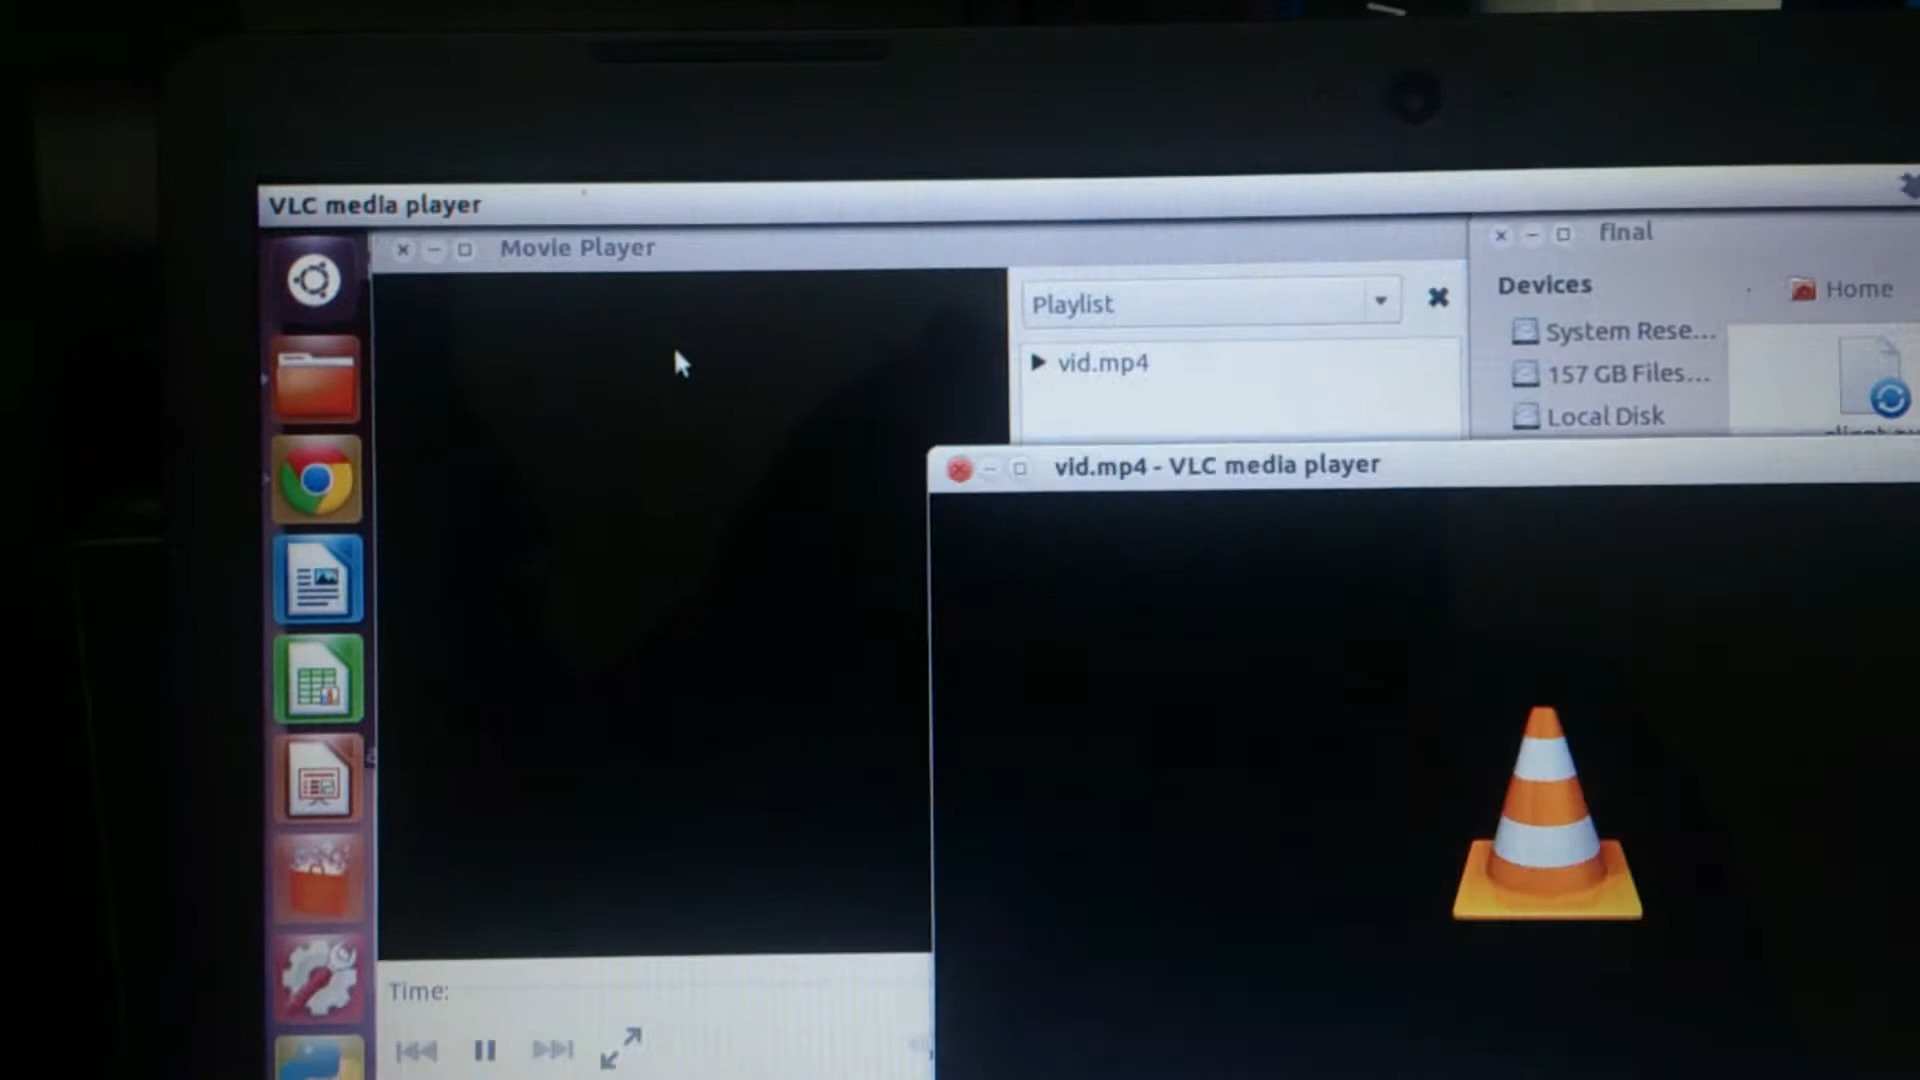 VLC media player
Movie Player
final
Playlist
Devices
Home
vid.mp4
System Rese...
157 GB Files...
Local Disk
vid.mp4 - VLC media player
Time: